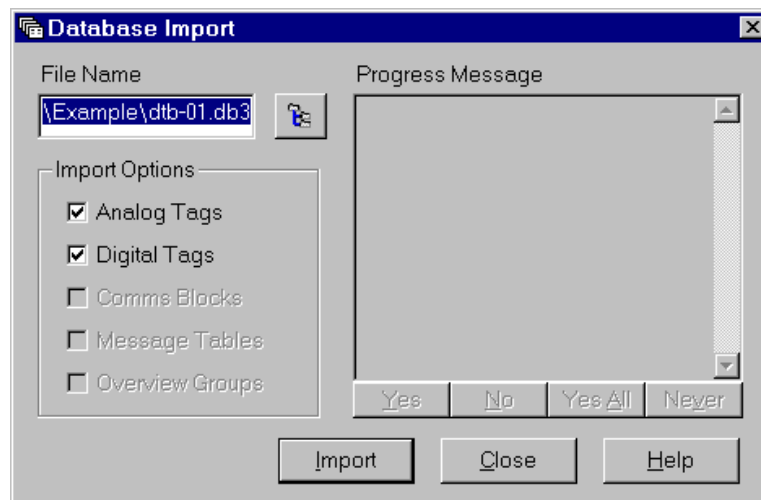 Database Import
File Name
\Example\dtb-01.db3
Import Options
Analog Tags
Digital Tags
Comms Blocks
Message Tables
Overview Groups
Progress Message
Yes No Yes All Never
Import Close Help